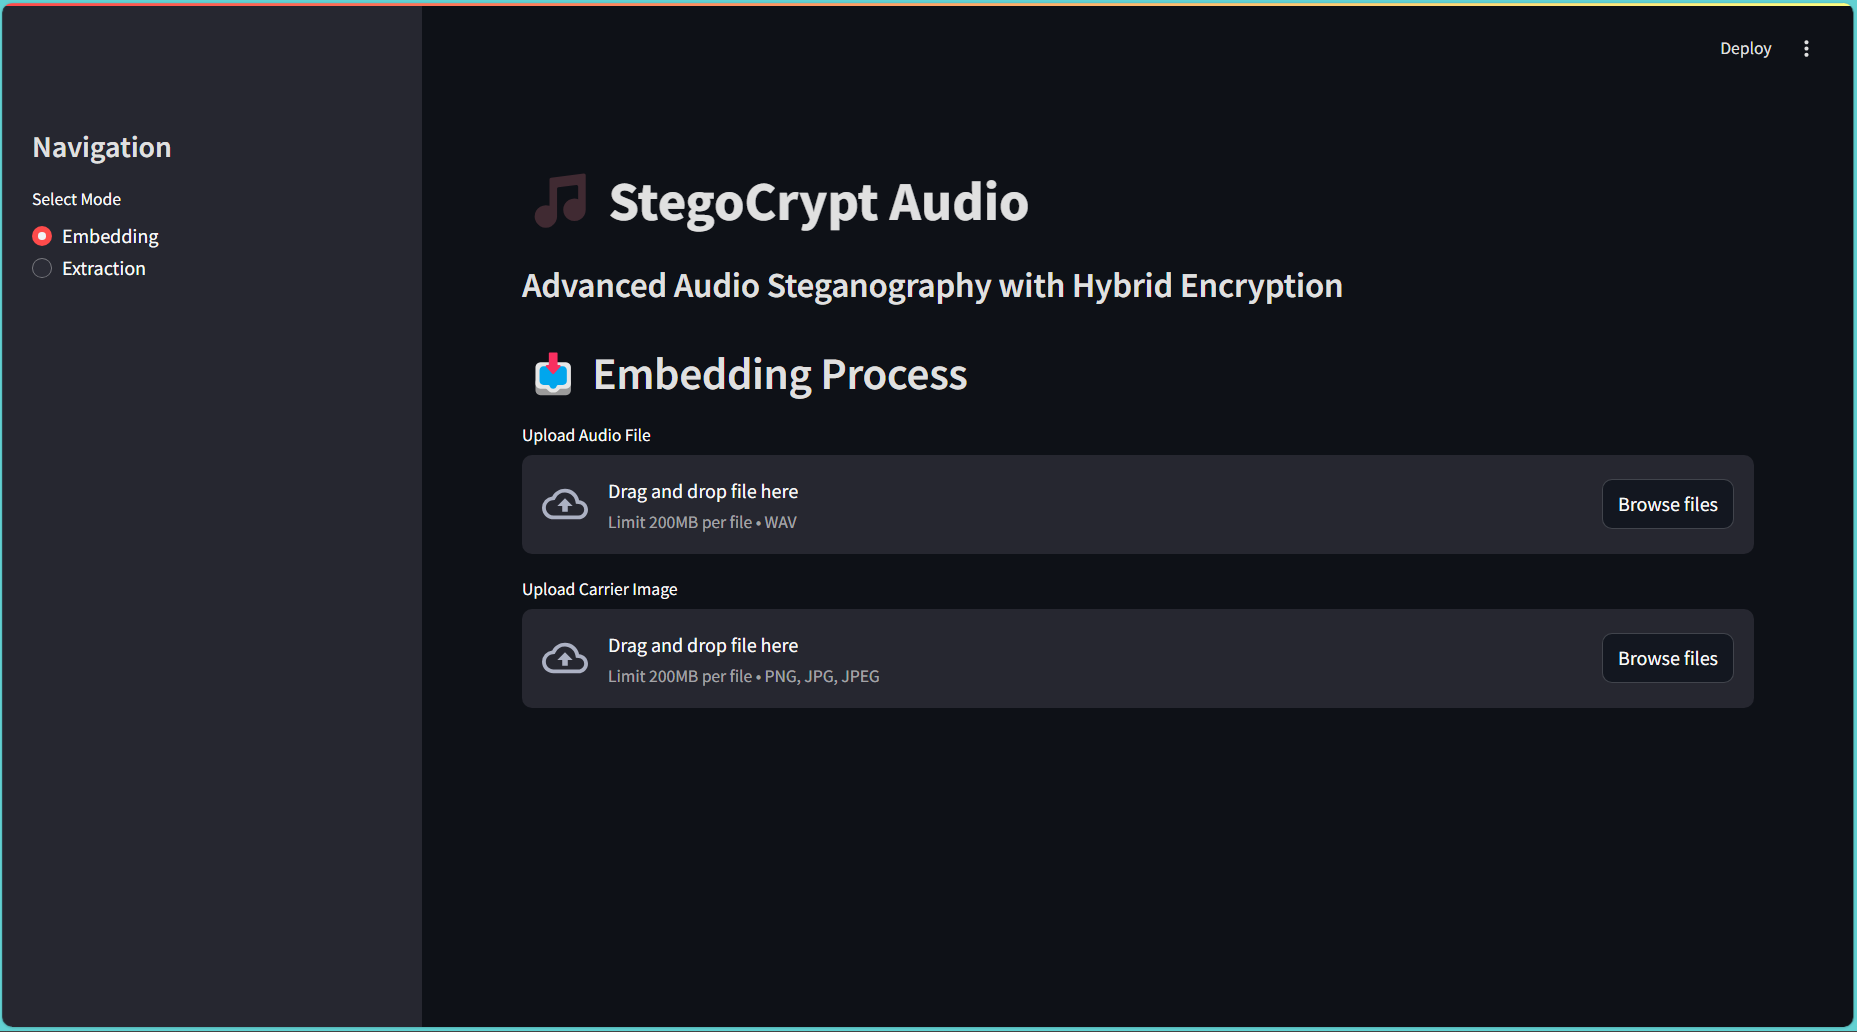 Deploy
Navigation
Select Mode
Embedding
Extraction
StegoCrypt Audio
Advanced Audio Steganography with Hybrid Encryption
Embedding Process
Upload Audio File
Drag and drop file here
Limit 200MB per file • WAV
Browse files
Upload Carrier Image
Drag and drop file here
Limit 200MB per file • PNG, JPG, JPEG
Browse files